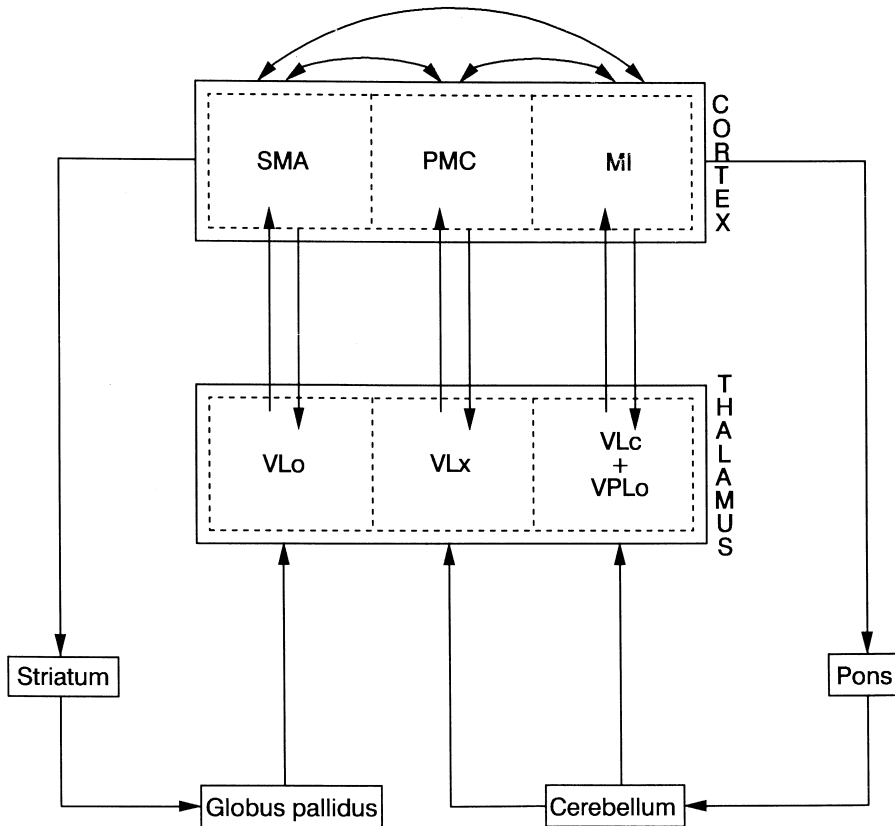 SMA
PMC
MI
CORTEX
VLo
VLx
VLc
+
VPLo
THALAMUS
Striatum
Pons
Globus pallidus
Cerebellum